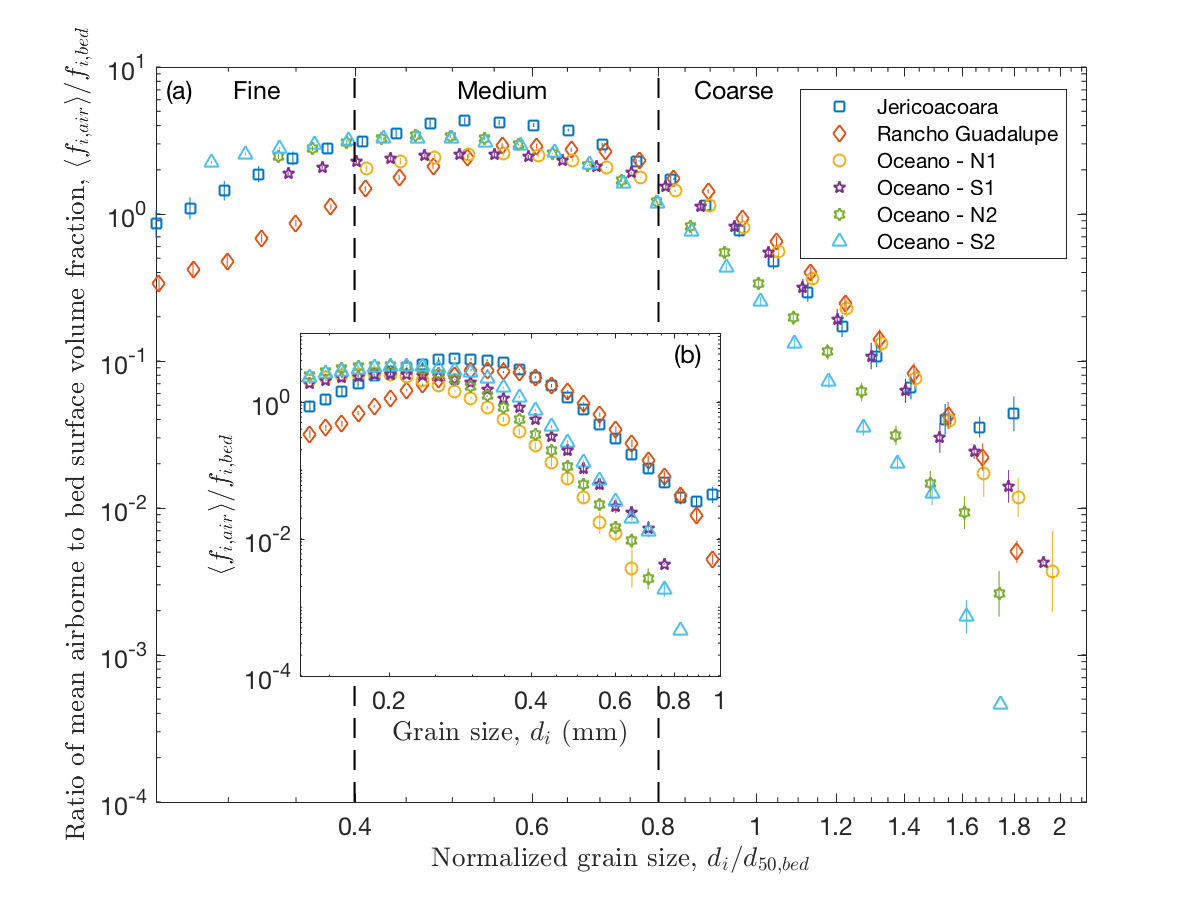 Ratio of mean airborne to bed surface volume fraction, ⟨f_{i,air}⟩/f_{i,bed}
10^1
10^0
10^-1
10^-2
10^-3
10^-4
(a)
Fine
Medium
Coarse
Jericoacoara
Rancho Guadalupe
Oceano - N1
Oceano - S1
Oceano - N2
Oceano - S2
(b)
⟨f_{i,air}⟩/f_{i,bed}
10^0
10^-2
10^-4
0.2 0.4 0.6 0.8 1
Grain size, d_i (mm)
0.4 0.6 0.8 1 1.2 1.4 1.6 1.8 2
Normalized grain size, d_i/d_{50,bed}